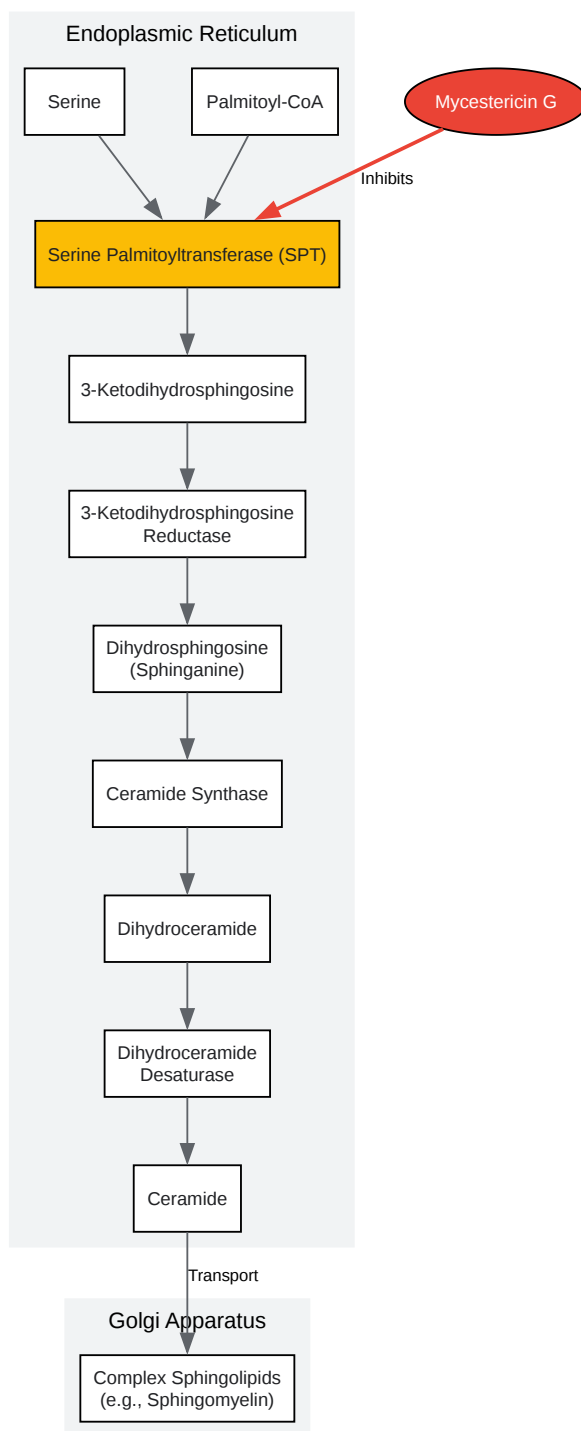 Endoplasmic Reticulum
Serine
Palmitoyl-CoA
Mycestericin G
Inhibits
Serine Palmitoyltransferase (SPT)
3-Ketodihydrosphingosine
3-Ketodihydrosphingosine
Reductase
Dihydrosphingosine
(Sphinganine)
Ceramide Synthase
Dihydroceramide
Dihydroceramide
Desaturase
Ceramide
Transport
Golgi Apparatus
Complex Sphingolipids
(e.g., Sphingomyelin)